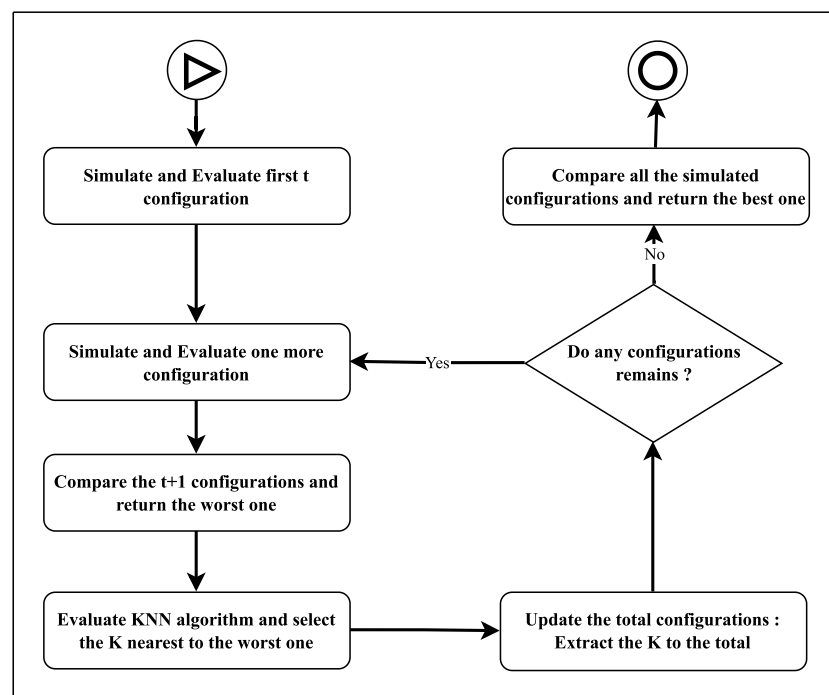 Simulate and Evaluate first t
configuration
Simulate and Evaluate one more
configuration
Compare the t+1 configurations and
return the worst one
Evaluate KNN algorithm and select
the K nearest to the worst one
Update the total configurations :
Extract the K to the total
Do any configurations
remains ?
Yes
No
Compare all the simulated
configurations and return the best one